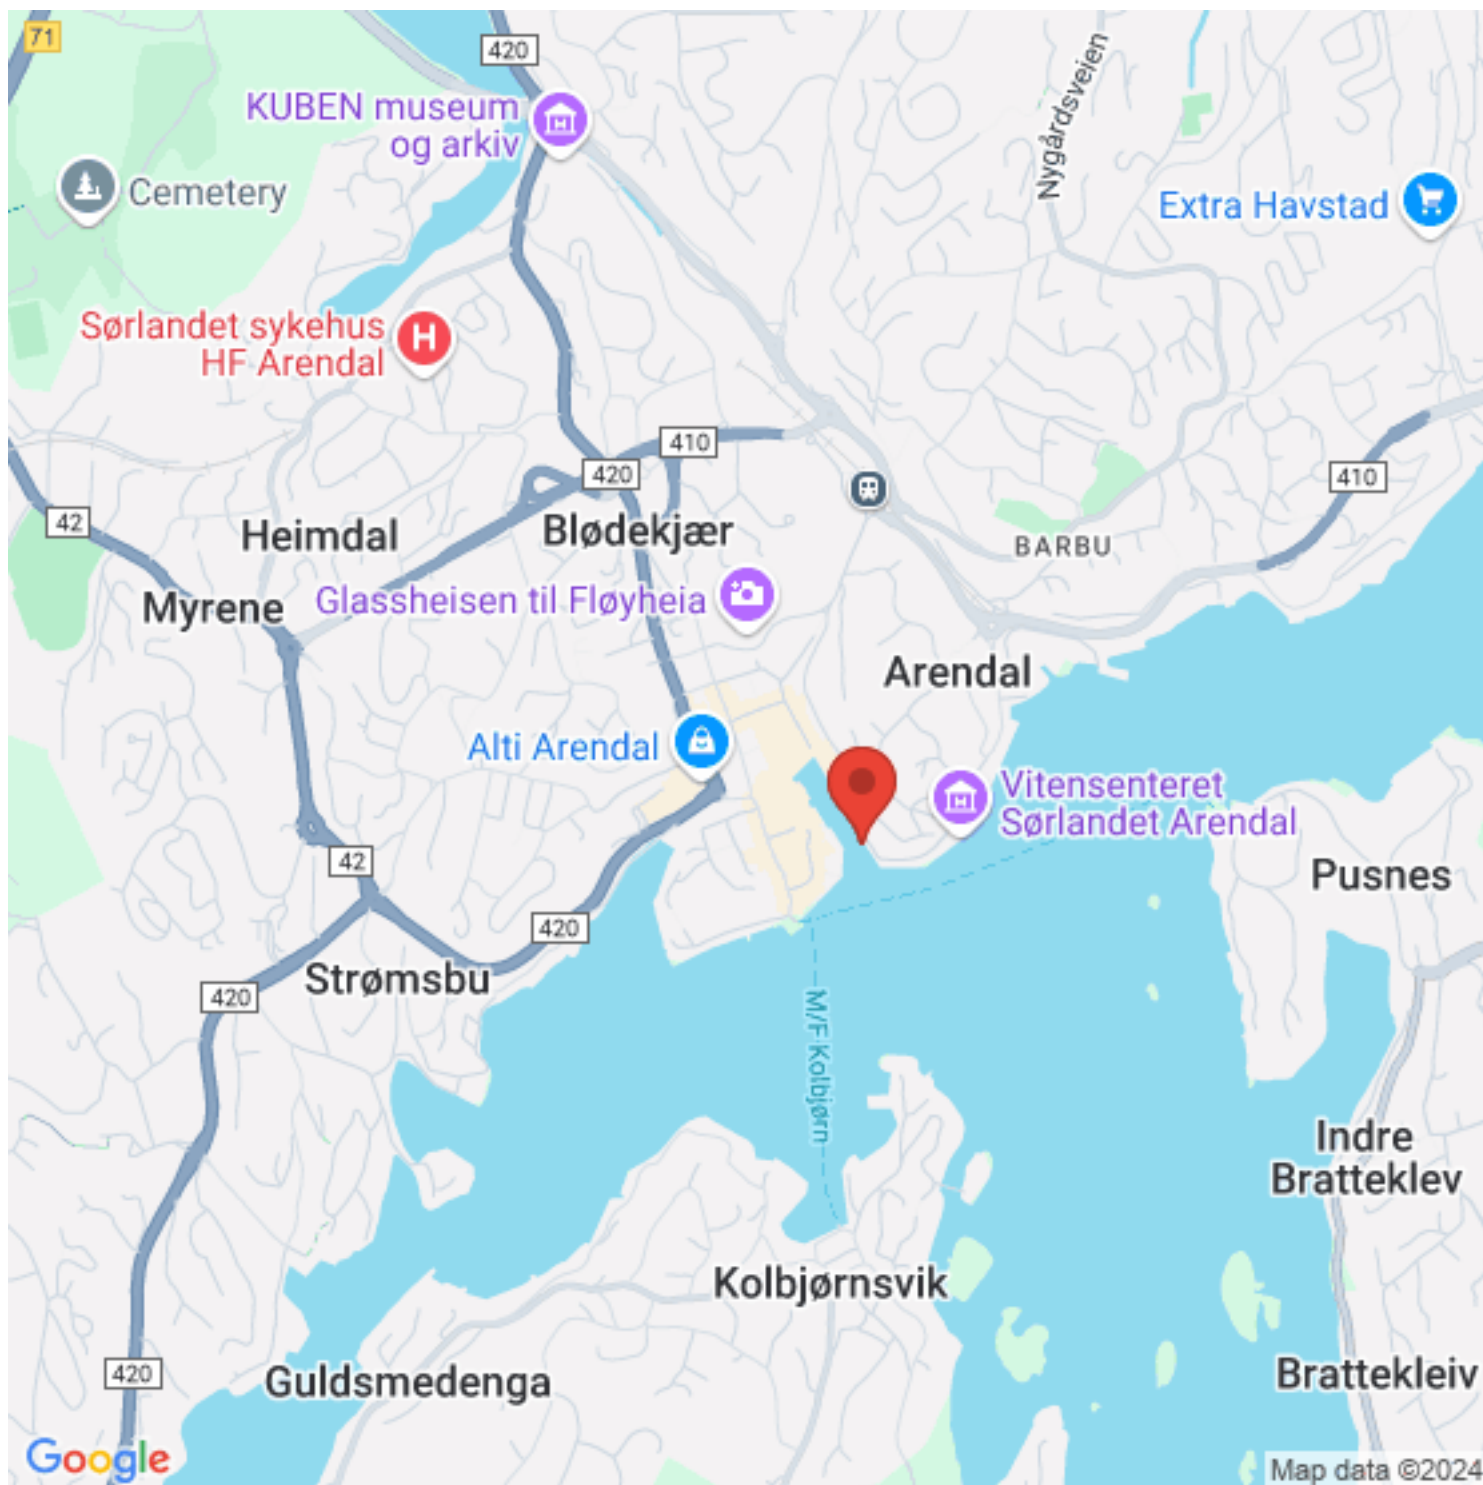 71
420
KUBEN museum
og arkiv
Nygårdsveien
Cemetery
Extra Havstad
Sørlandet sykehus
HF Arendal
H
410
420
410
42
Heimdal
Blødekjær
BARBU
Myrene
Glassheisen til Fløyheia
Arendal
Alti Arendal
Vitensenteret
Sørlandet Arendal
42
Pusnes
420
Strømsbu
420
M/F Kolbjørn
Indre
Bratteklev
Kolbjørnsvik
420
Guldsmedenga
Brattekleiv
Google
Map data ©2024